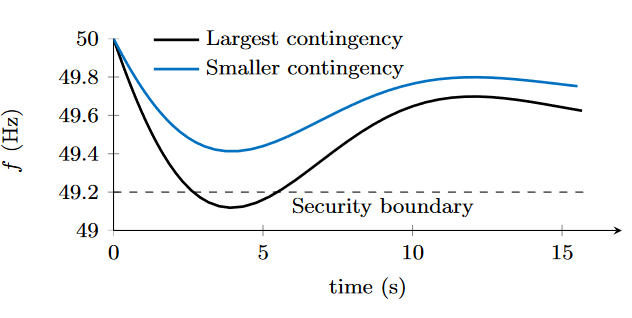 50
49.8
49.6
49.4
49.2
49
f (Hz)
Largest contingency
Smaller contingency
Security boundary
0 5 10 15
time (s)